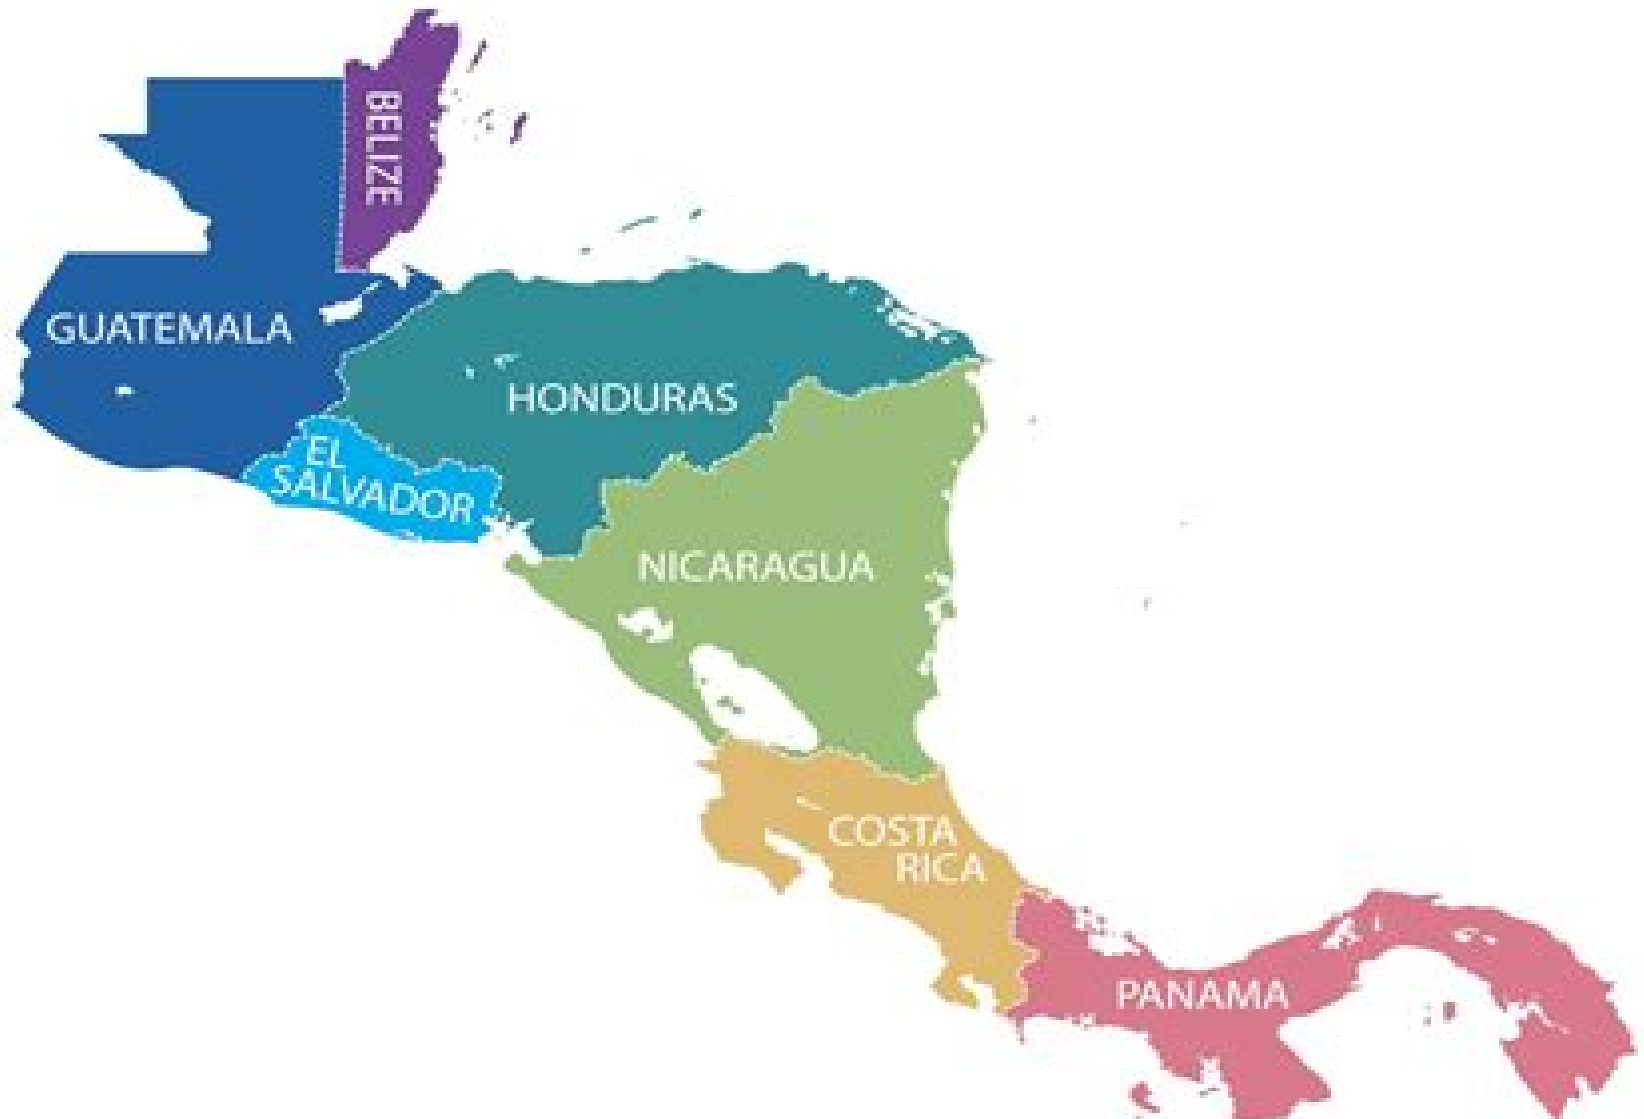 BELIZE
GUATEMALA
HONDURAS
EL
SALVADOR
NICARAGUA
COSTA
RICA
PANAMA